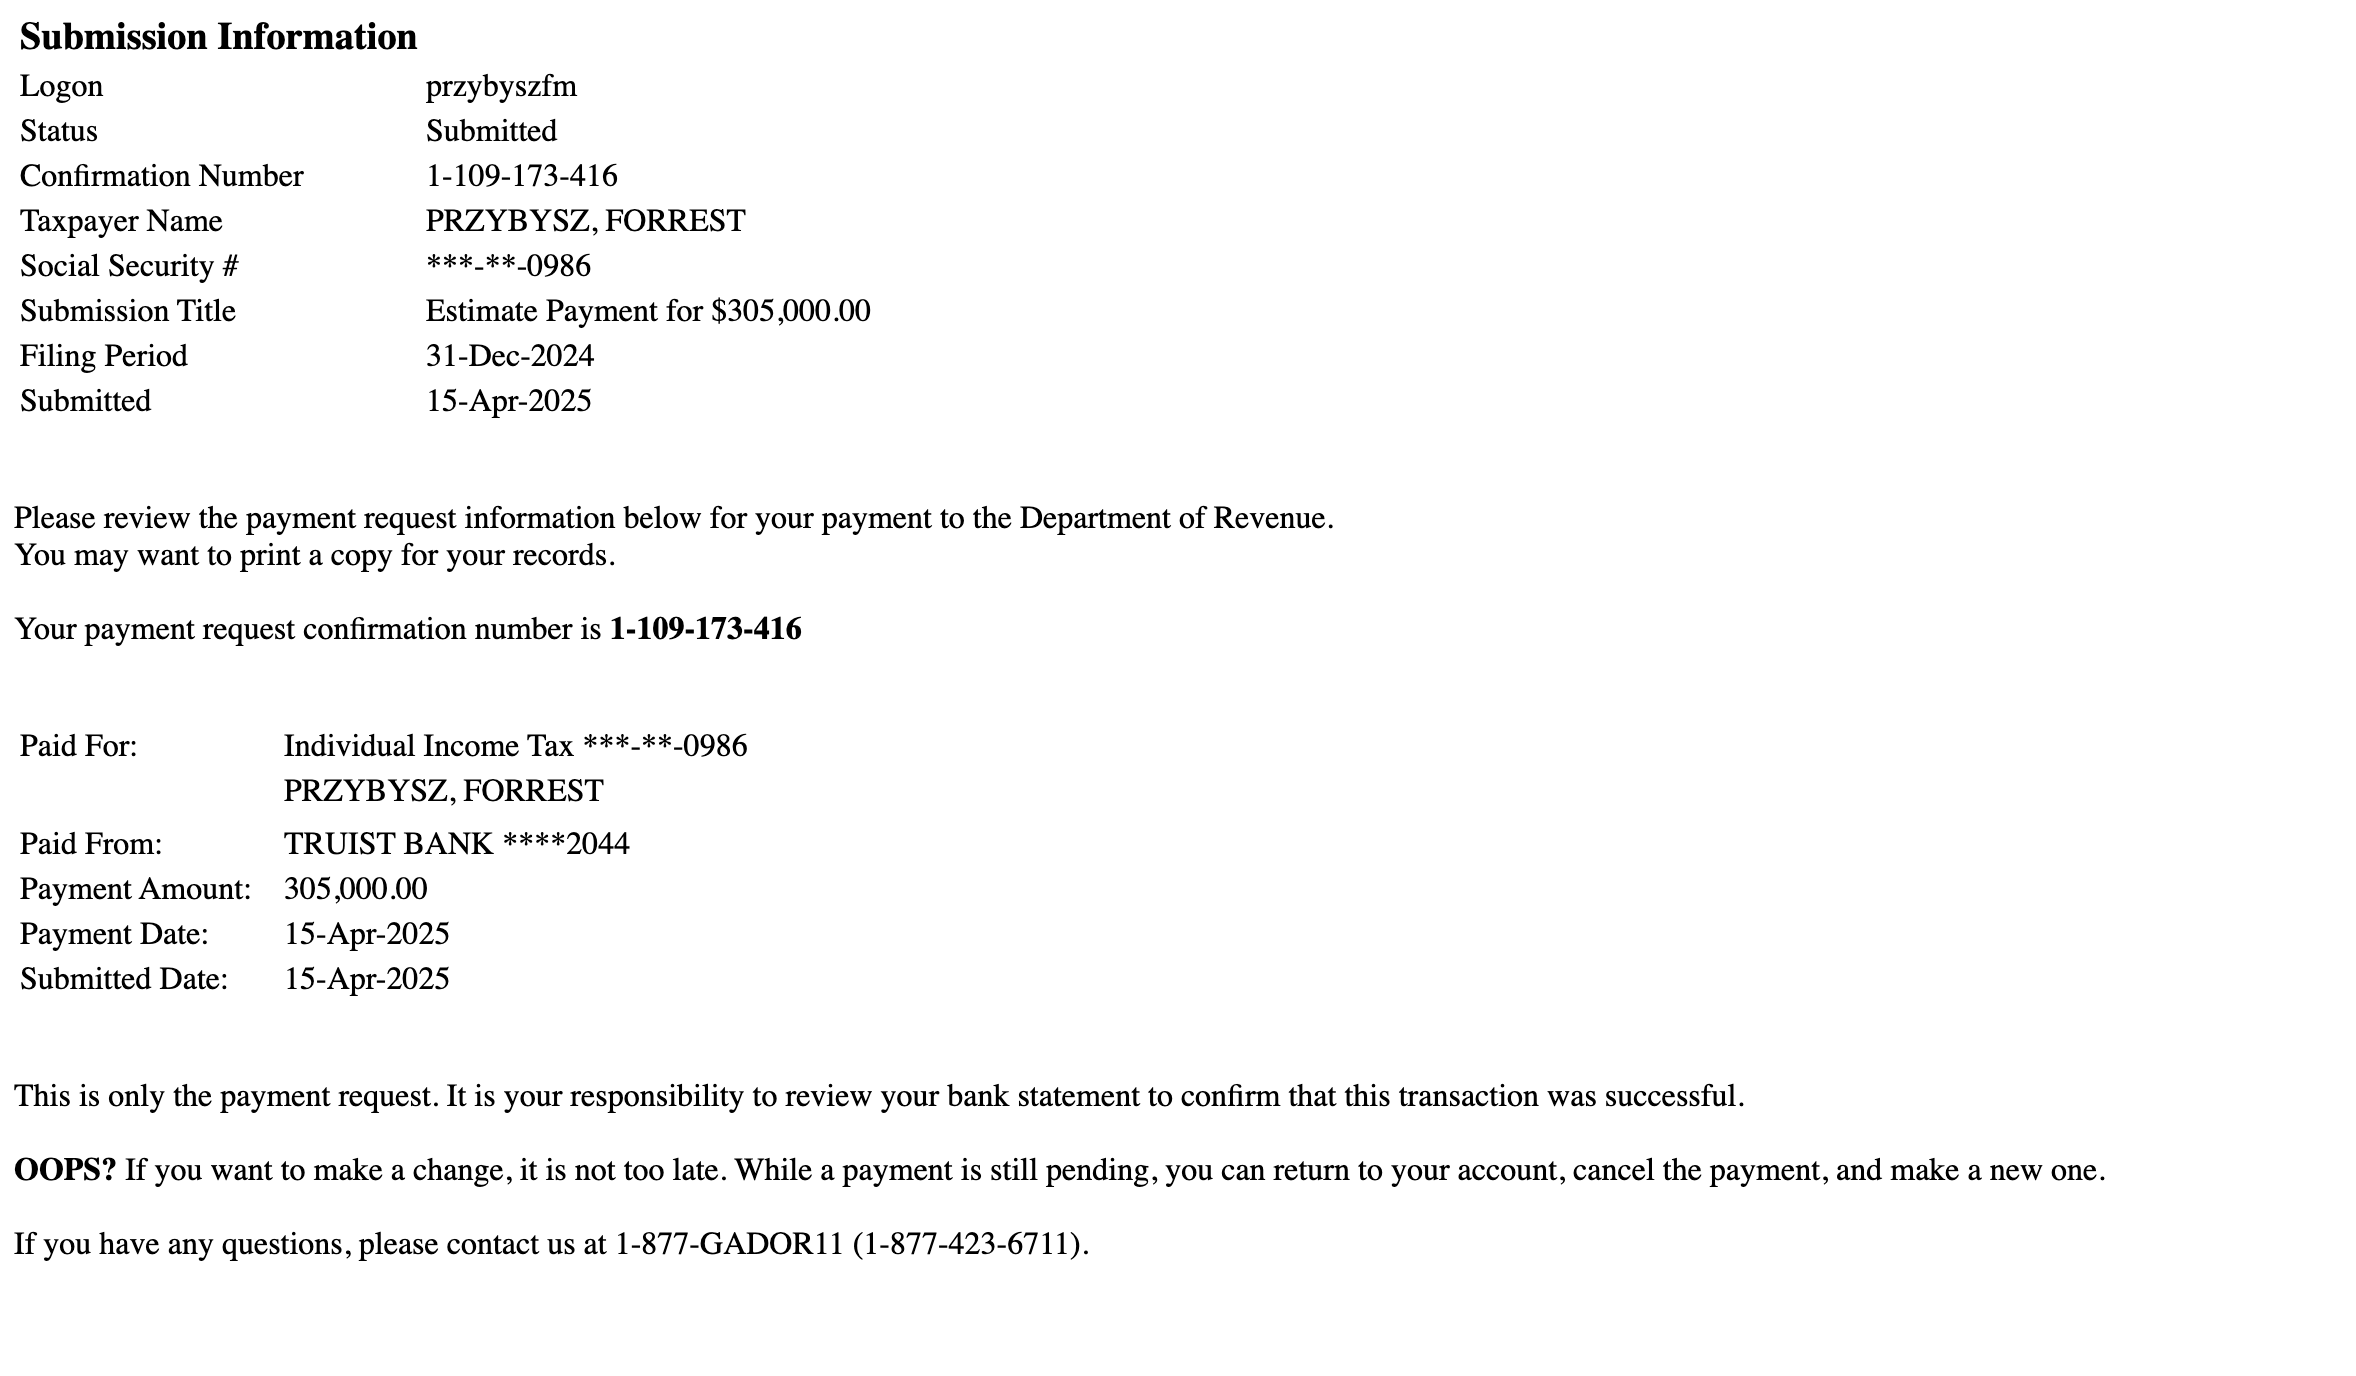 Submission Information
Logon przybyszfm
Status Submitted
Confirmation Number 1-109-173-416
Taxpayer Name PRZYBYSZ, FORREST
Social Security # ***-**-0986
Submission Title Estimate Payment for $305,000.00
Filing Period 31-Dec-2024
Submitted 15-Apr-2025
Please review the payment request information below for your payment to the Department of Revenue.
You may want to print a copy for your records.
Your payment request confirmation number is 1-109-173-416
Paid For: Individual Income Tax ***-**-0986
PRZYBYSZ, FORREST
Paid From: TRUIST BANK ****2044
Payment Amount: 305,000.00
Payment Date: 15-Apr-2025
Submitted Date: 15-Apr-2025
This is only the payment request. It is your responsibility to review your bank statement to confirm that this transaction was successful.
OOPS? If you want to make a change, it is not too late. While a payment is still pending, you can return to your account, cancel the payment, and make a new one.
If you have any questions, please contact us at 1-877-GADOR11 (1-877-423-6711).